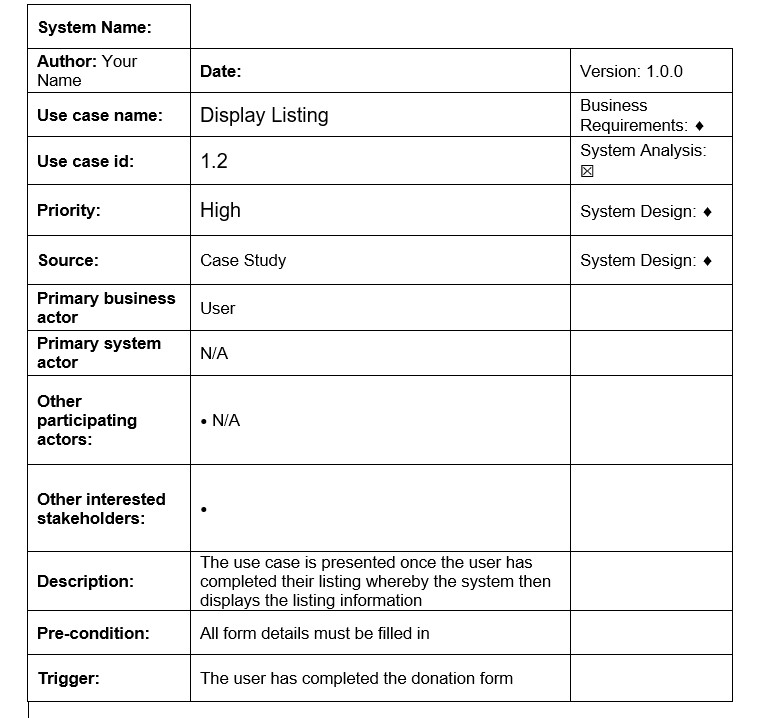 System Name:
Author: Your
Name
Date:
Version: 1.0.0
Use case name:
Display Listing
Business
Requirements: ♦
Use case id:
1.2
System Analysis:
☒
Priority:
High
System Design: ♦
Source:
Case Study
System Design: ♦
Primary business
actor
User
Primary system
actor
N/A
Other
participating
actors:
• N/A
Other interested
stakeholders:
•
Description:
The use case is presented once the user has
completed their listing whereby the system then
displays the listing information
Pre-condition:
All form details must be filled in
Trigger:
The user has completed the donation form